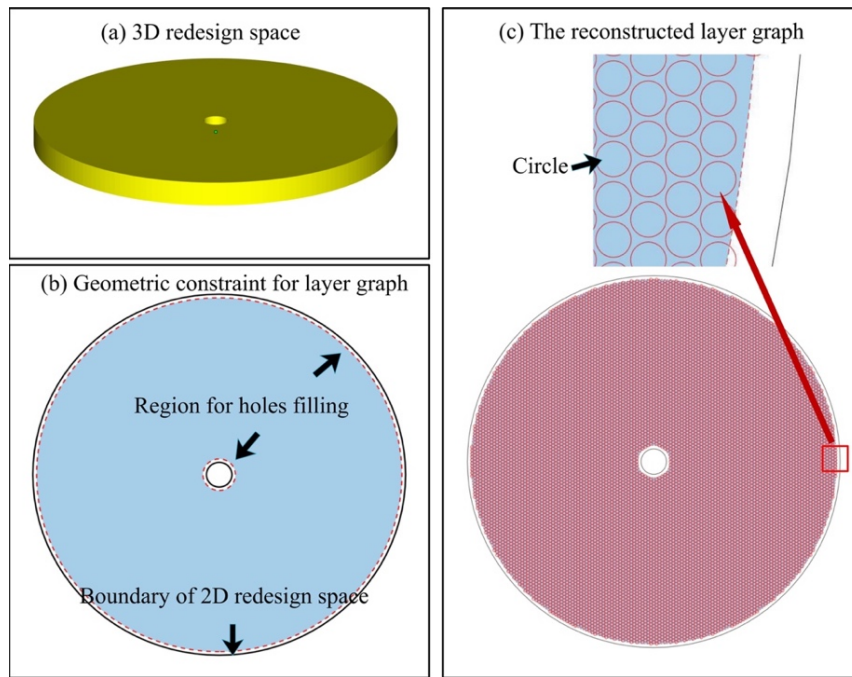 (a) 3D redesign space
(b) Geometric constraint for layer graph
Region for holes filling
Boundary of 2D redesign space
(c) The reconstructed layer graph
Circle